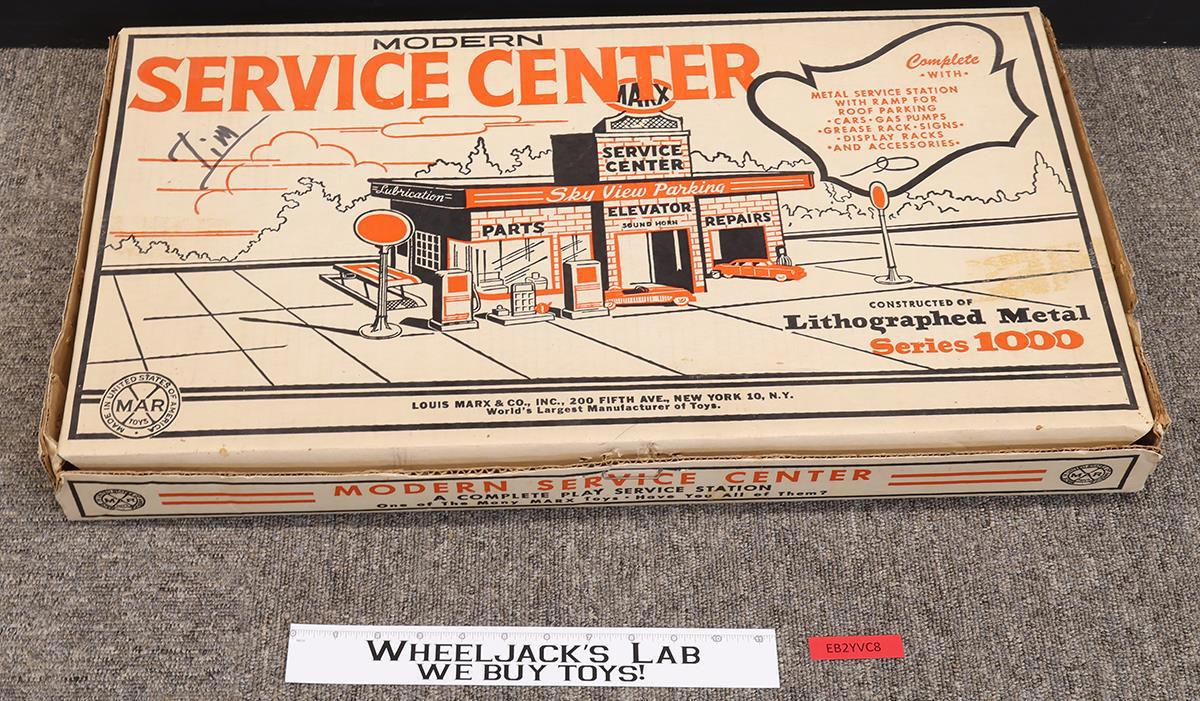 MODERN
SERVICE CENTER
Tim
Complete
• WITH •
METAL SERVICE STATION
WITH RAMP FOR
ROOF PARKING
• CARS • GAS PUMPS
• GREASE RACK • SIGNS •
• DISPLAY RACKS
• AND ACCESSORIES •
MARX
SERVICE
CENTER
Lubrication
Sky View Parking
PARTS
ELEVATOR
SOUND HORN
REPAIRS
CONSTRUCTED OF
Lithographed Metal
Series 1000
MADE IN UNITED STATES OF AMERICA
MAR
TOYS
LOUIS MARX & CO., INC., 200 FIFTH AVE., NEW YORK 10, N.Y.
World's Largest Manufacturer of Toys.
MAR
MODERN SERVICE CENTER
A COMPLETE PLAY SERVICE STATION
One of The Many MARX Toys • Have You All of Them?
MAR
WHEELJACK'S LAB
WE BUY TOYS!
EB2YVC8